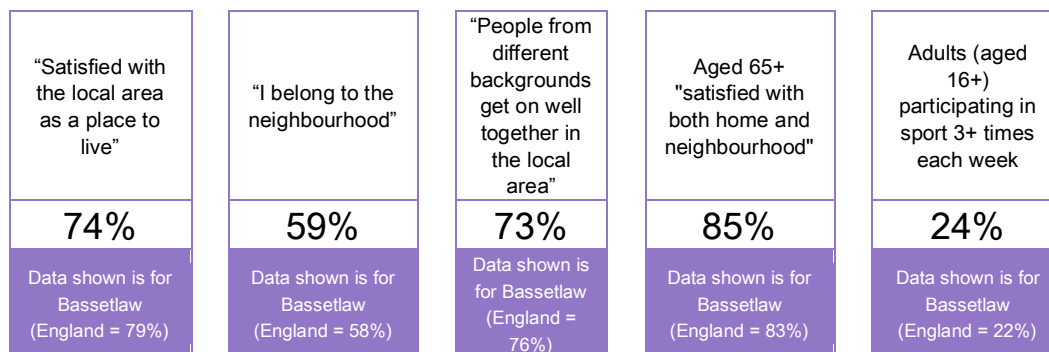 “Satisfied with
the local area
as a place to
live”
74%
Data shown is for
Bassetlaw
(England = 79%)
“I belong to the
neighbourhood”
59%
Data shown is for
Bassetlaw
(England = 58%)
“People from
different
backgrounds
get on well
together in
the local
area”
73%
Data shown is
for Bassetlaw
(England =
76%)
Aged 65+
"satisfied with
both home and
neighbourhood"
85%
Data shown is for
Bassetlaw
(England = 83%)
Adults (aged
16+)
participating in
sport 3+ times
each week
24%
Data shown is for
Bassetlaw
(England = 22%)